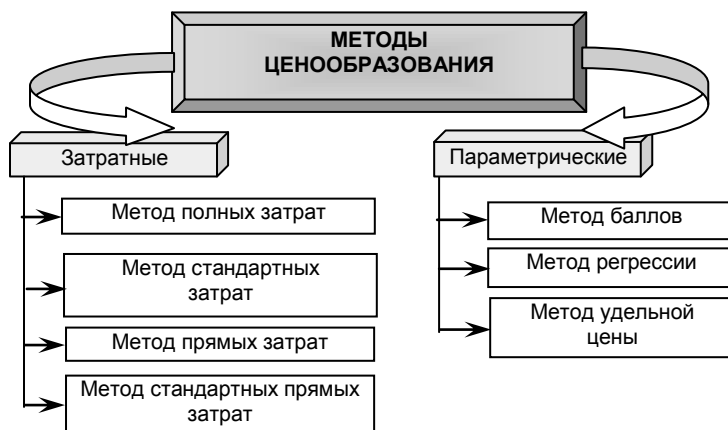 МЕТОДЫ
ЦЕНООБРАЗОВАНИЯ
Затратные
Метод полных затрат
Метод стандартных
затрат
Метод прямых затрат
Метод стандартных прямых
затрат
Параметрические
Метод баллов
Метод регрессии
Метод удельной
цены